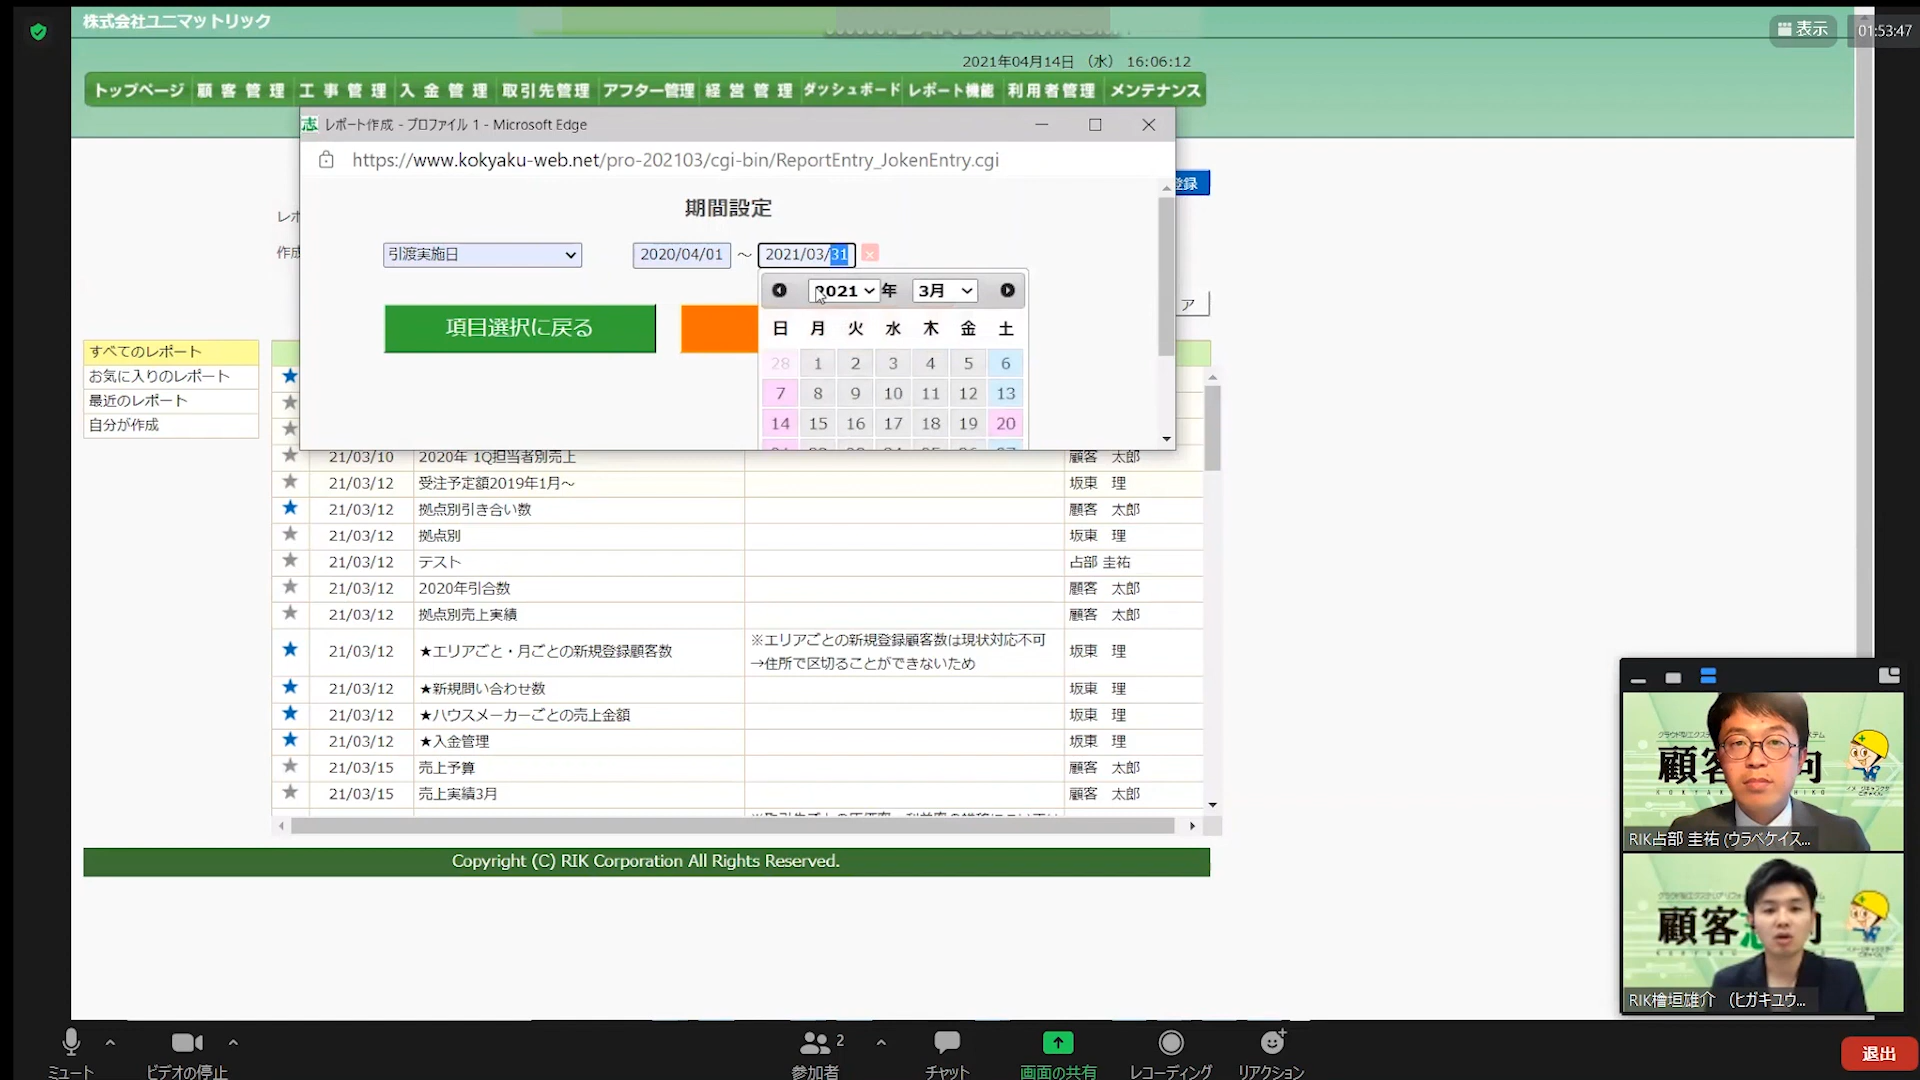 株式会社ユニマットリック
表示
01:53:47
2021年04月14日 (水) 16:06:12
トップページ 顧客管理 工事管理 入金管理 取引先管理 アフター管理 経営管理 ダッシュボード レポート機能 利用者管理 メンテナンス
レポート作成 - プロファイル 1 - Microsoft Edge
https://www.kokyaku-web.net/pro-202103/cgi-bin/ReportEntry_JokenEntry.cgi
登録
期間設定
レポ
作成
引渡実施日 2020/04/01 ～ 2021/03/31
2021 年 3月
項目選択に戻る
ア
日 月 火 水 木 金 土
28 1 2 3 4 5 6
7 8 9 10 11 12 13
14 15 16 17 18 19 20
すべてのレポート
お気に入りのレポート
最近のレポート
自分が作成
21/03/10 2020年 1Q担当者別売上 顧客 太郎
21/03/12 受注予定額2019年1月～ 坂東 理
21/03/12 拠点別引き合い数 顧客 太郎
21/03/12 拠点別 坂東 理
21/03/12 テスト 占部 圭祐
21/03/12 2020年引合数 顧客 太郎
21/03/12 拠点別売上実績 顧客 太郎
21/03/12 ★エリアごと・月ごとの新規登録顧客数 ※エリアごとの新規登録顧客数は現状対応不可 坂東 理
→住所で区切ることができないため
21/03/12 ★新規問い合わせ数 坂東 理
21/03/12 ★ハウスメーカーごとの売上金額 坂東 理
21/03/12 ★入金管理 坂東 理
21/03/15 売上予算 顧客 太郎
21/03/15 売上実績3月 顧客 太郎
Copyright (C) RIK Corporation All Rights Reserved.
RIK占部 圭祐 (ウラベケイス...
RIK檜垣雄介 (ヒガキユウ...
ミュート
ビデオの停止
2
参加者
チャット
画面の共有
レコーディング
リアクション
退出